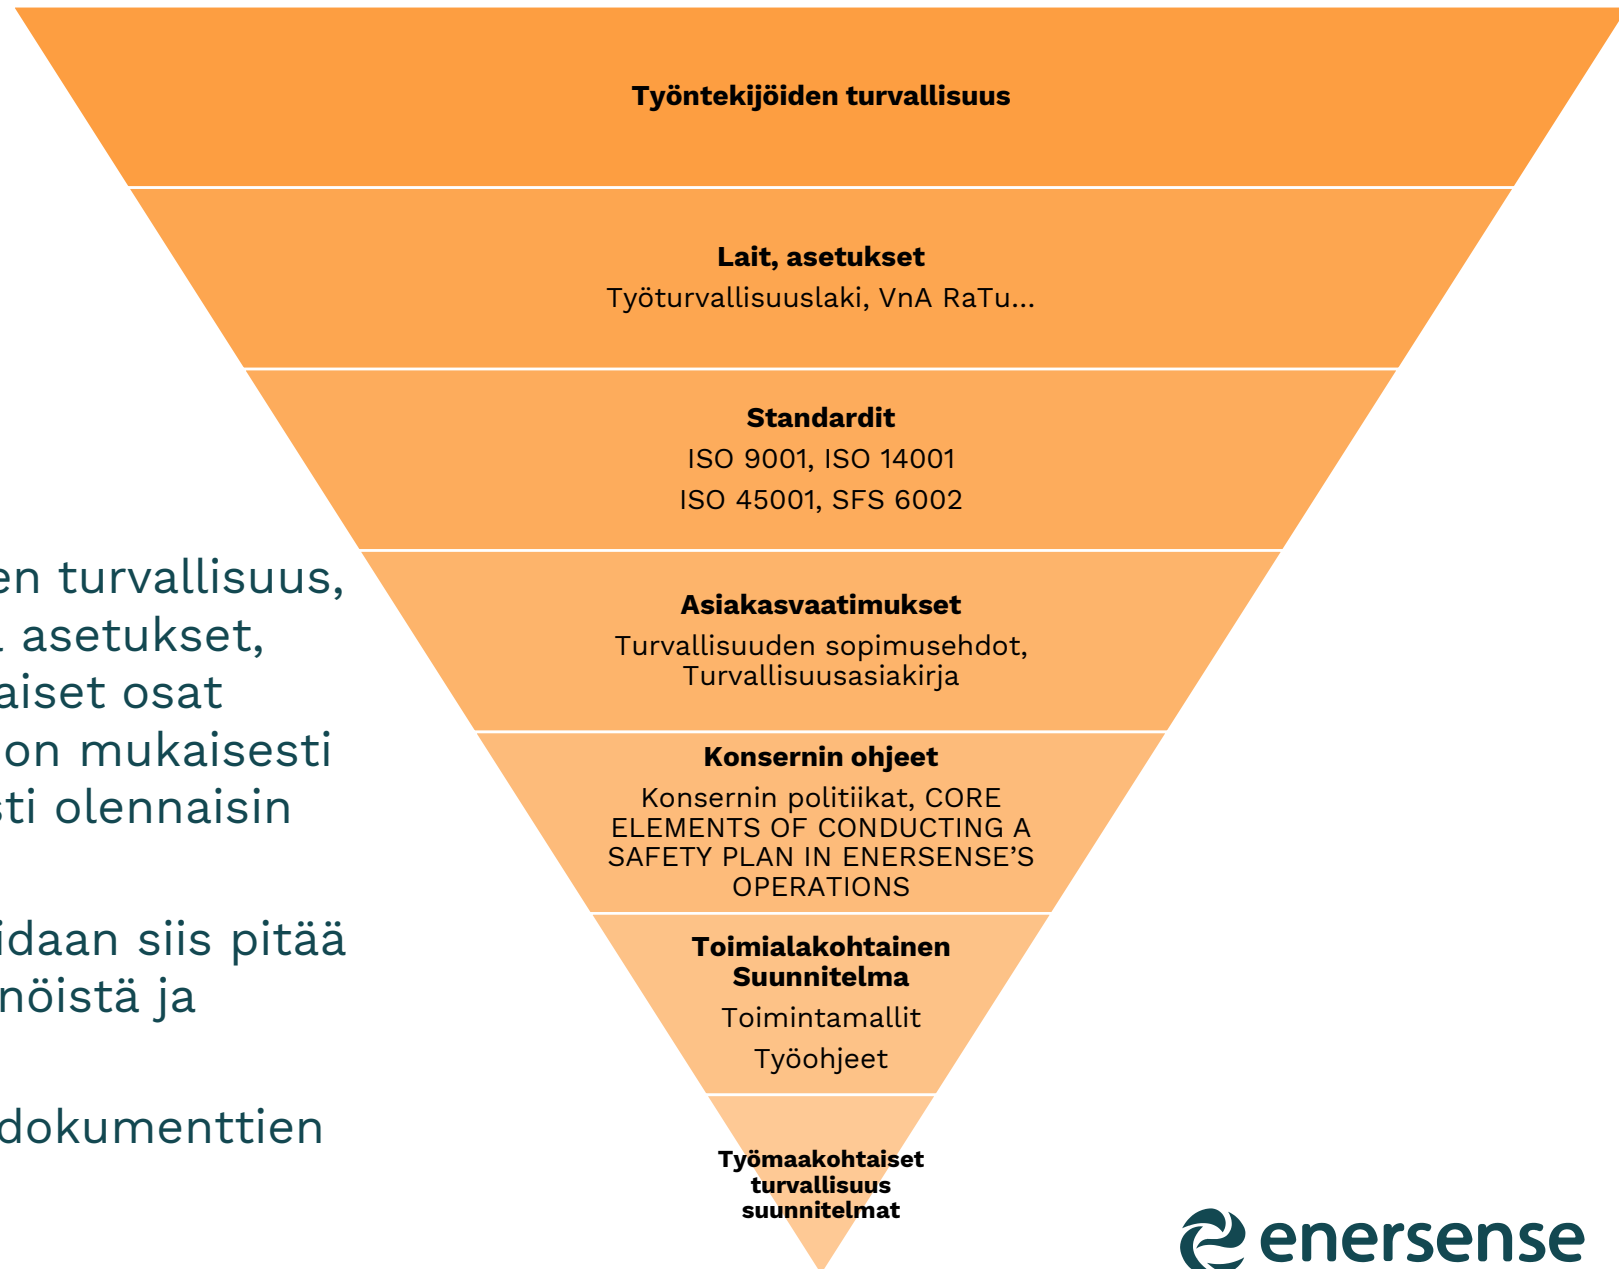 Työntekijöiden turvallisuus
Lait, asetukset
Työturvallisuuslaki, VnA RaTu...
Standardit
ISO 9001, ISO 14001
ISO 45001, SFS 6002
Asiakasvaatimukset
Turvallisuuden sopimusehdot,
Turvallisuusasiakirja
Konsernin ohjeet
Konsernin politiikat, CORE
ELEMENTS OF CONDUCTING A
SAFETY PLAN IN ENERSENSE’S
OPERATIONS
Toimialakohtainen
Suunnitelma
Toimintamallit
Työohjeet
Työmaakohtaiset
turvallisuus
suunnitelmat
en turvallisuus,
asetukset,
aiset osat
on mukaisesti
sti olennaisin
idaan siis pitää
nöistä ja
dokumenttien
enersense